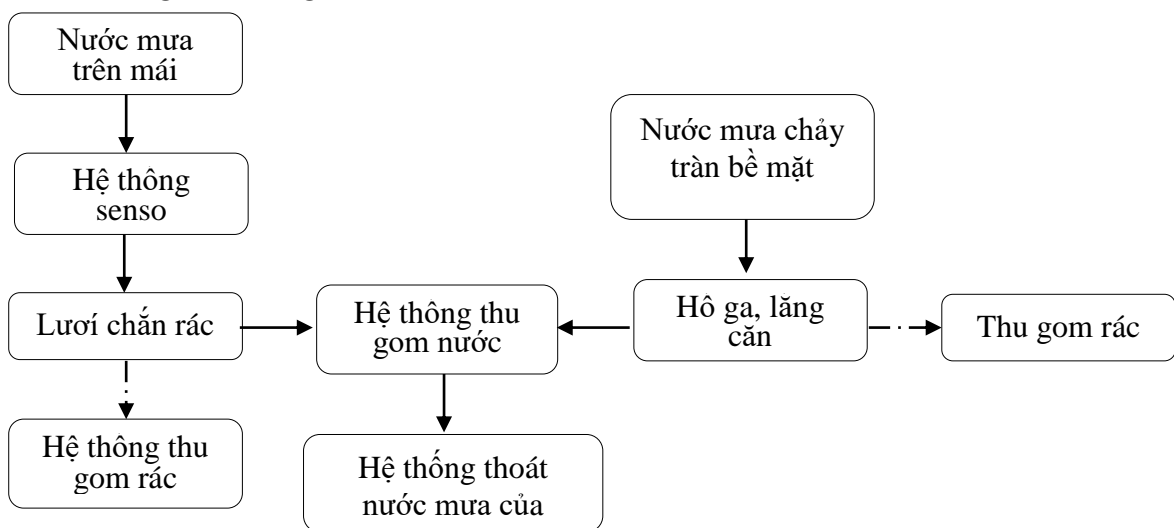 Nước mưa
trên mái
Hệ thông
senso
Lươí chắn rác
Hệ thông thu
gom rác
Hệ thông thu
gom nước
Hệ thống thoát
nước mưa của
Nước mưa chảy
tràn bề mặt
Hô ga, lăng
căn
Thu gom rác